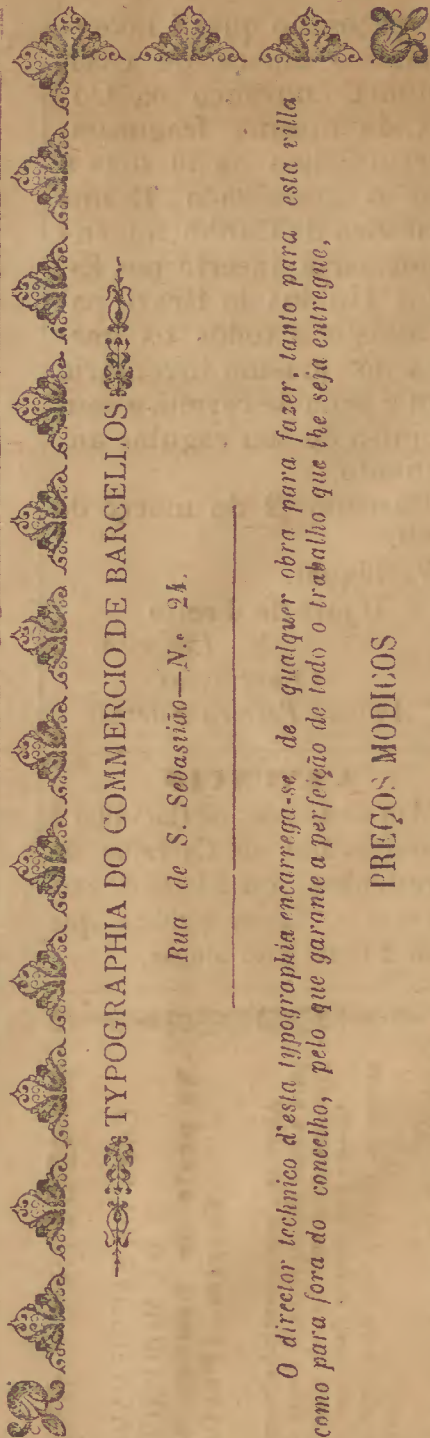 TYPOGRAPHIA DO COMMERCIO DE BARCELLOS
Rua de S. Sebastião—N.º 24.
O director technico d'esta typographia encarrega-se de qualquer obra para fazer, tanto para esta villa
como para fora do concelho, pelo que garante a perfeição de todo o trabalho que lhe seja entregue,
PREÇOS MODICOS